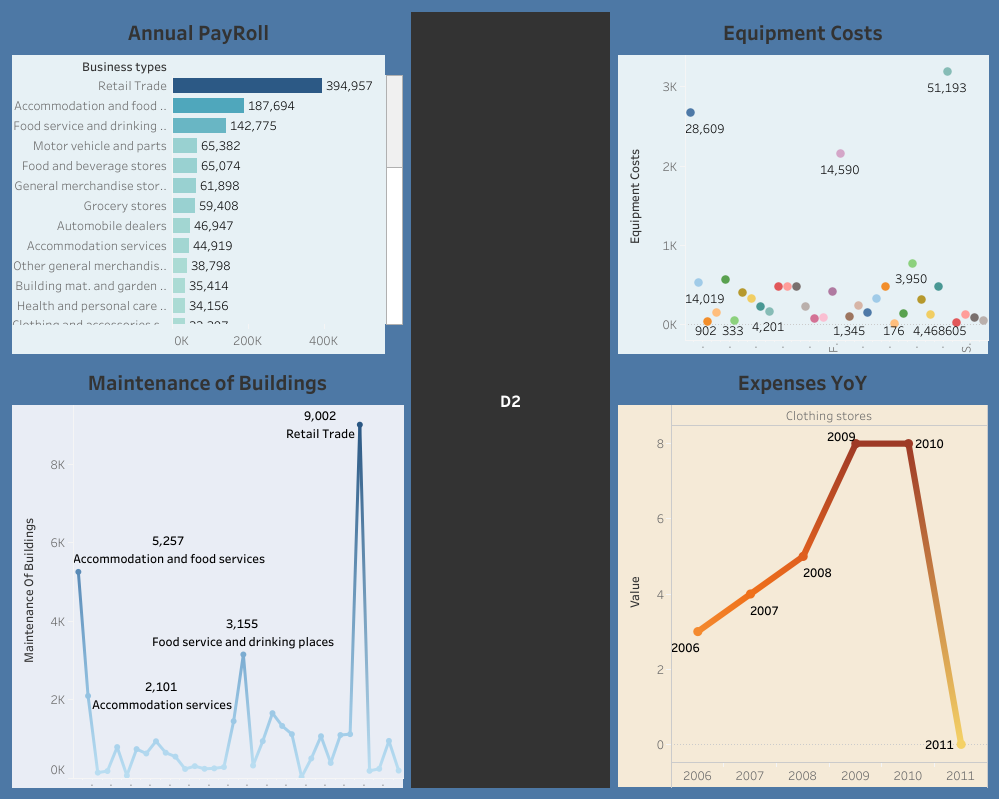 Annual PayRoll
Business types
Retail Trade 394,957
Accommodation and food .. 187,694
Food service and drinking .. 142,775
Motor vehicle and parts 65,382
Food and beverage stores 65,074
General merchandise stor.. 61,898
Grocery stores 59,408
Automobile dealers 46,947
Accommodation services 44,919
Other general merchandis.. 38,798
Building mat. and garden .. 35,414
Health and personal care .. 34,156
0K 200K 400K
Equipment Costs
Equipment Costs
3K
2K
1K
0K
51,193
28,609
14,590
3,950
14,019
902 333 4,201 1,345 176 4,468 605
Maintenance of Buildings
Maintenance Of Buildings
8K
6K
4K
2K
0K
9,002
Retail Trade
5,257
Accommodation and food services
3,155
Food service and drinking places
2,101
Accommodation services
D2
Expenses YoY
Clothing stores
Value
8
6
4
2
0
2009
2010
2008
2007
2006
2011
2006 2007 2008 2009 2010 2011